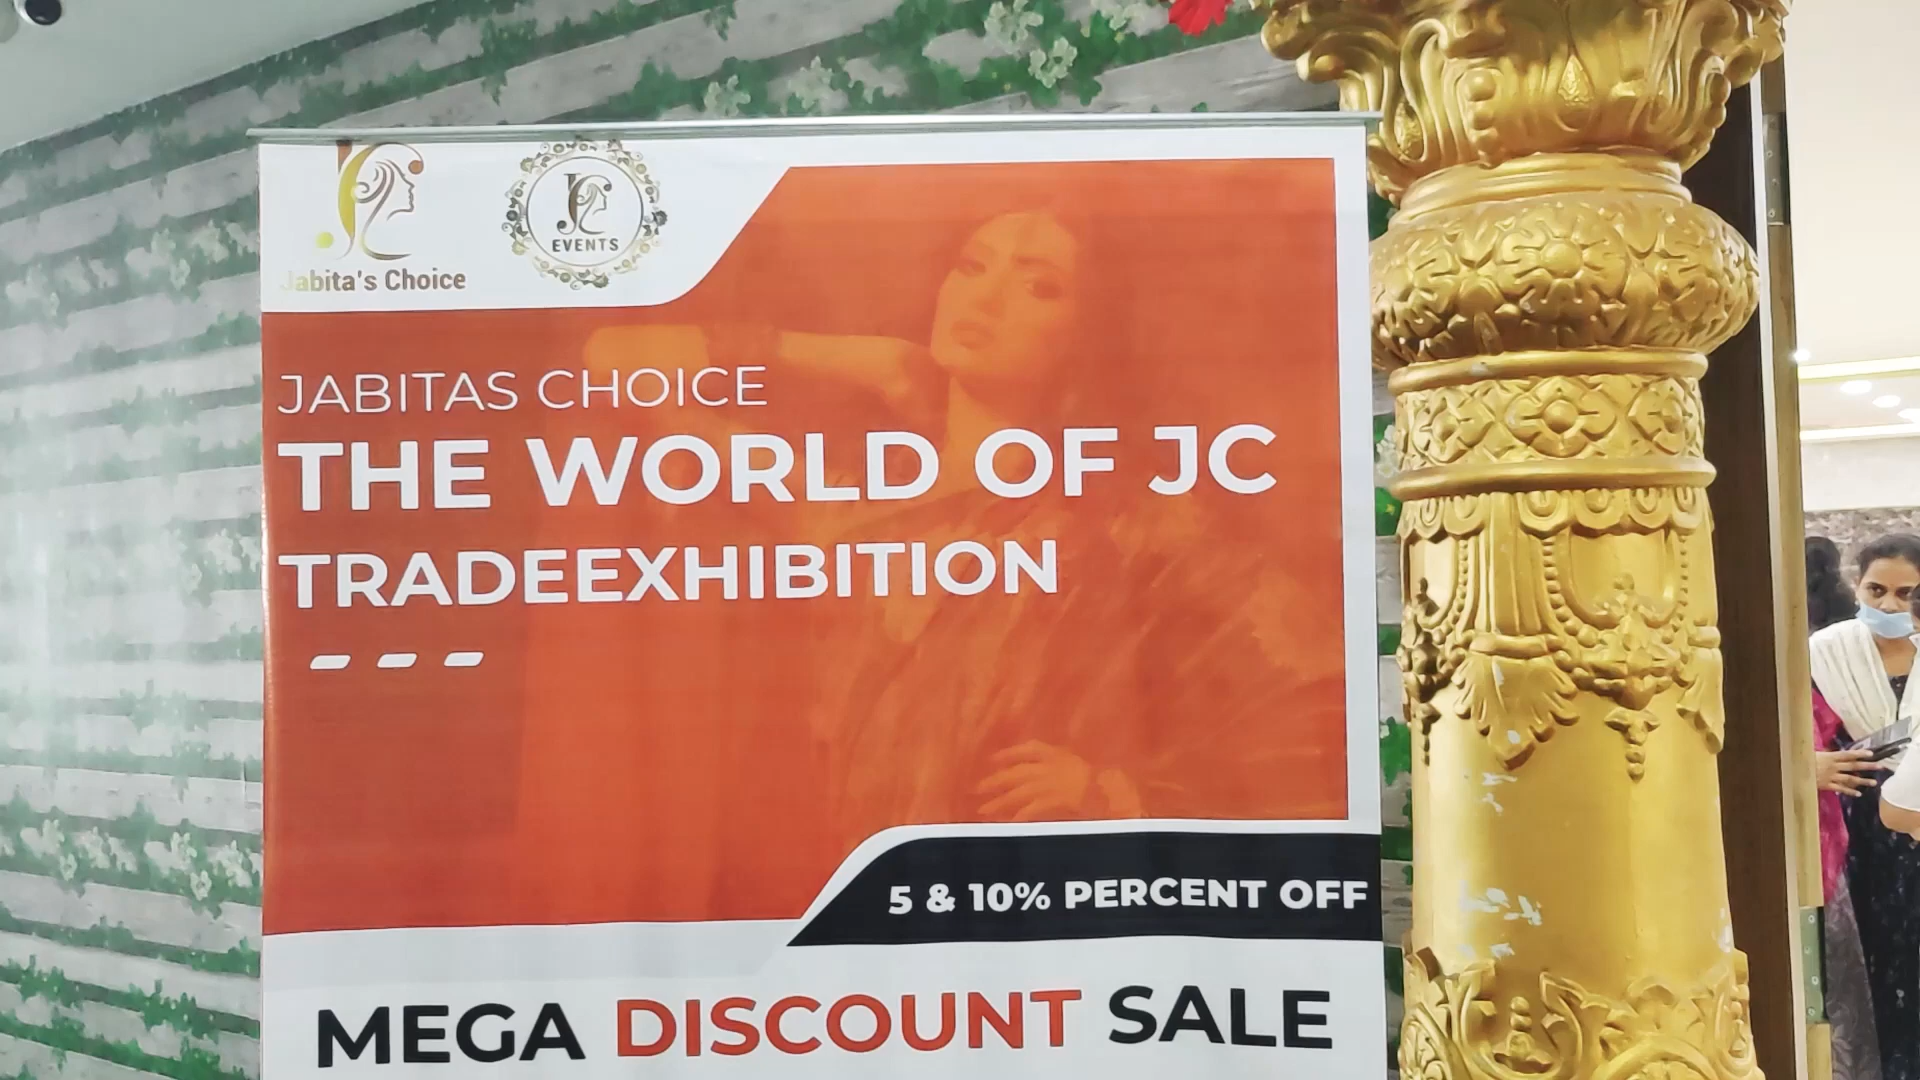 Jabita's Choice
JC
EVENTS
JABITAS CHOICE
THE WORLD OF JC
TRADEEXHIBITION
5 & 10% PERCENT OFF
MEGA DISCOUNT SALE